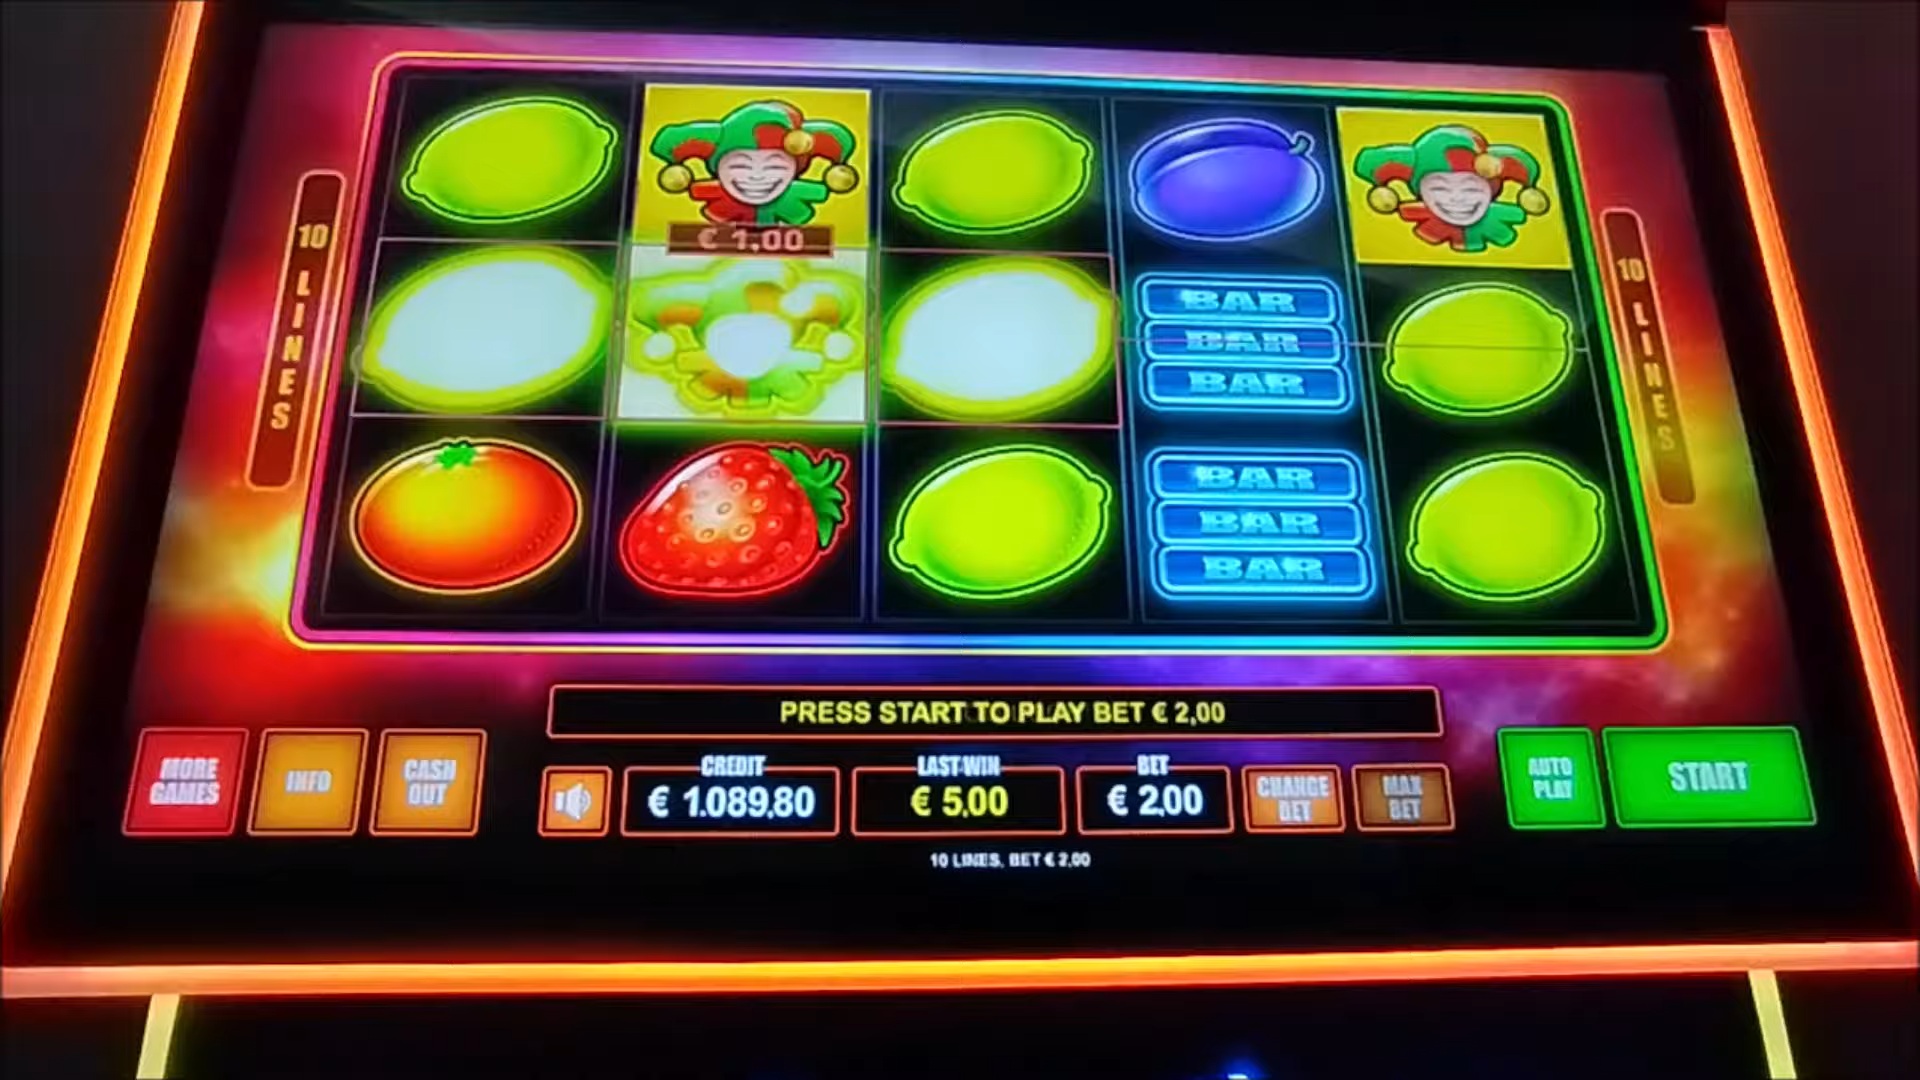 10 LINES
€ 1,00
BAR
BAR
BAR
10 LINES
BAR
BAR
BAR
PRESS START TO PLAY BET € 2,00
MORE GAMES
INFO
CASH OUT
CREDIT
€ 1.089,80
LAST WIN
€ 5,00
BET
€ 2,00
CHANGE BET
MAX BET
AUTO PLAY
START
10 LINES, BET € 2,00